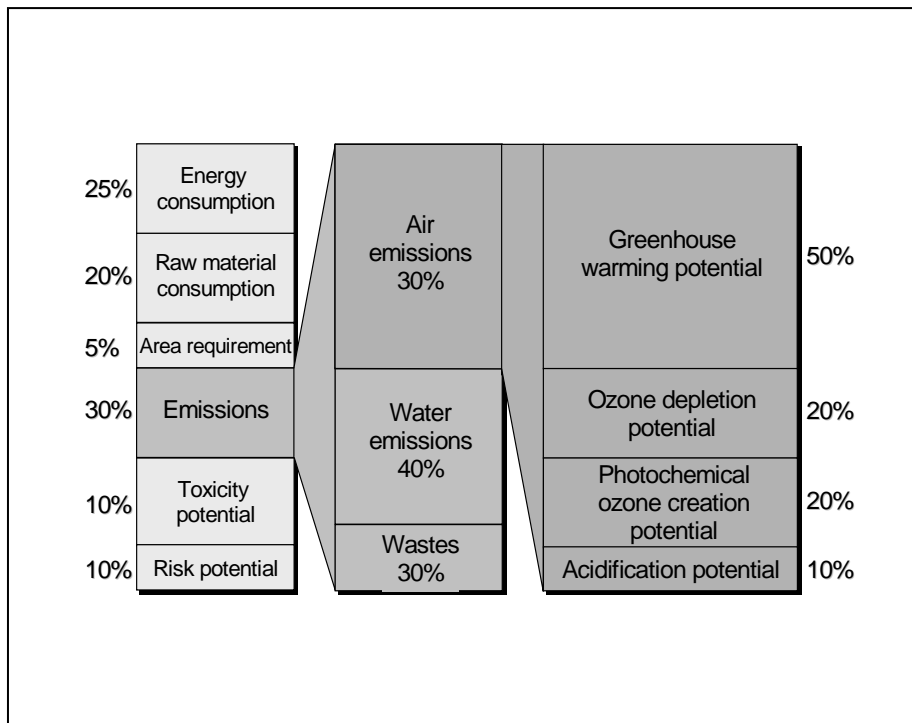 25%
Energy
consumption
20%
Raw material
consumption
5%
Area requirement
30%
Emissions
10%
Toxicity
potential
10%
Risk potential
Air
emissions
30%
Water
emissions
40%
Wastes
30%
Greenhouse
warming potential
50%
Ozone depletion
potential
20%
Photochemical
ozone creation
potential
20%
Acidification potential
10%